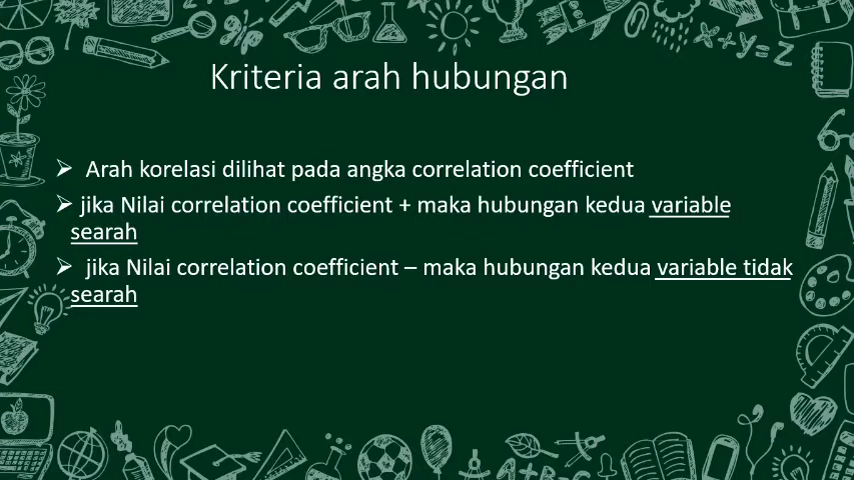 Kriteria arah hubungan
➢ Arah korelasi dilihat pada angka correlation coefficient
➢ jika Nilai correlation coefficient + maka hubungan kedua variable
searah
➢ jika Nilai correlation coefficient – maka hubungan kedua variable tidak
searah
x+y=z
A+B=C